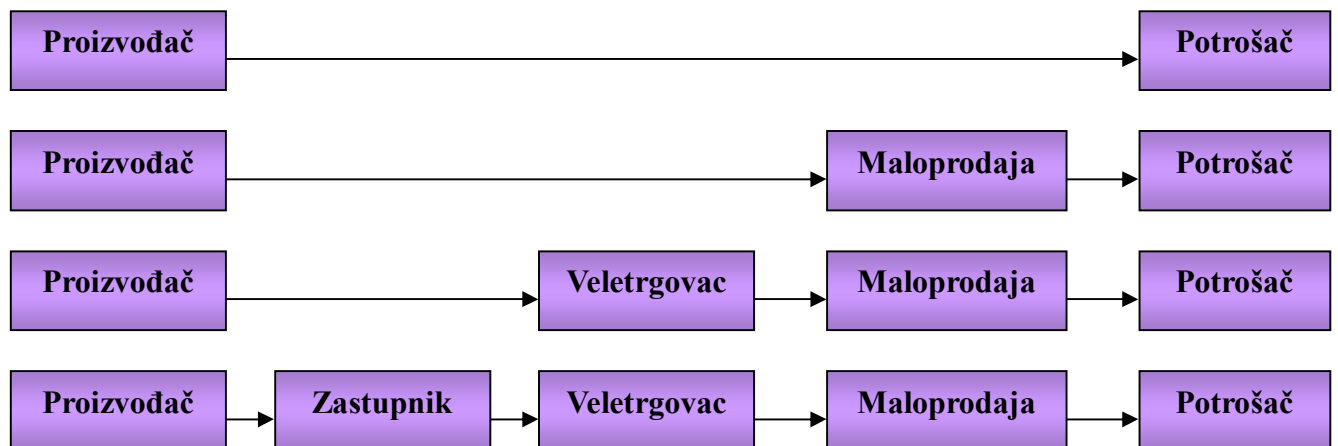 Proizvođač Potrošač
Proizvođač Maloprodaja Potrošač
Proizvođač Veletrgovac Maloprodaja Potrošač
Proizvođač Zastupnik Veletrgovac Maloprodaja Potrošač